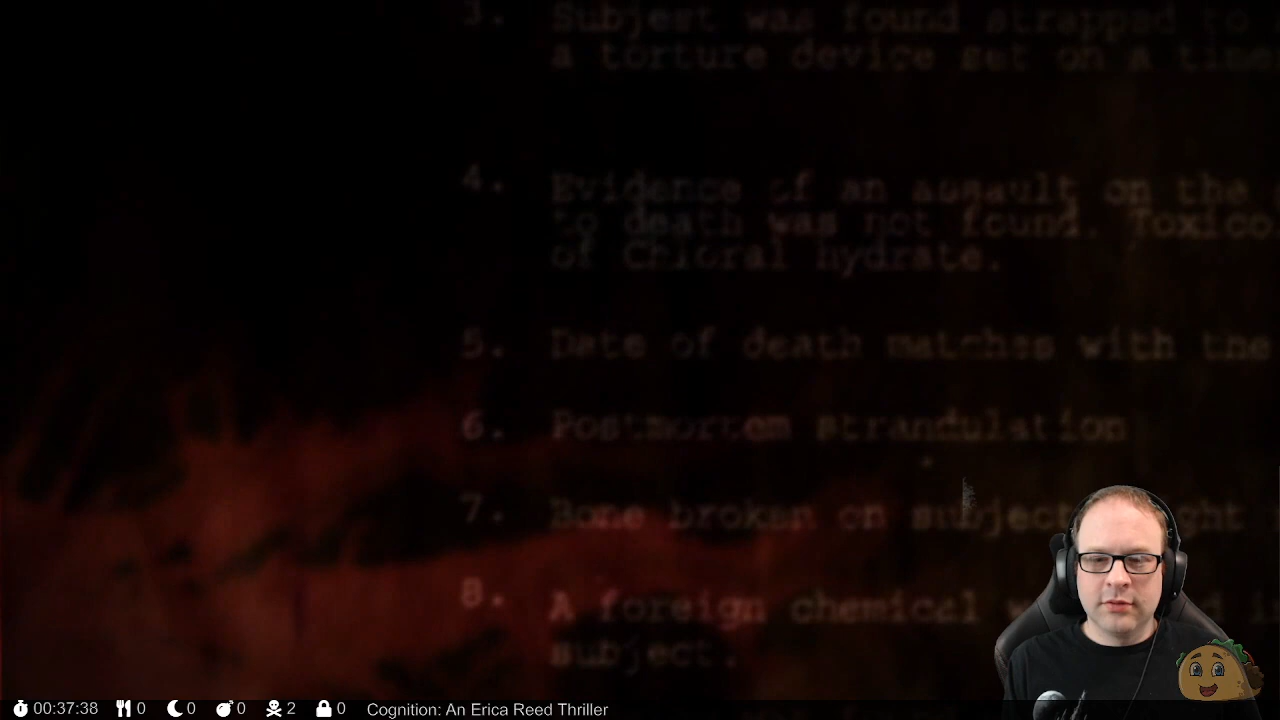 3. Subject was found strapped to
a torture device set on a time
4. Evidence of an assault on the
to death was not found. Toxico
of Chloral hydrate.
5. Date of death matches with the
6. Postmortem strandulation
7. Bone broken on subject ght
8. A foreign chemical
subject.
00:37:38 0 0 0 2 0 Cognition: An Erica Reed Thriller